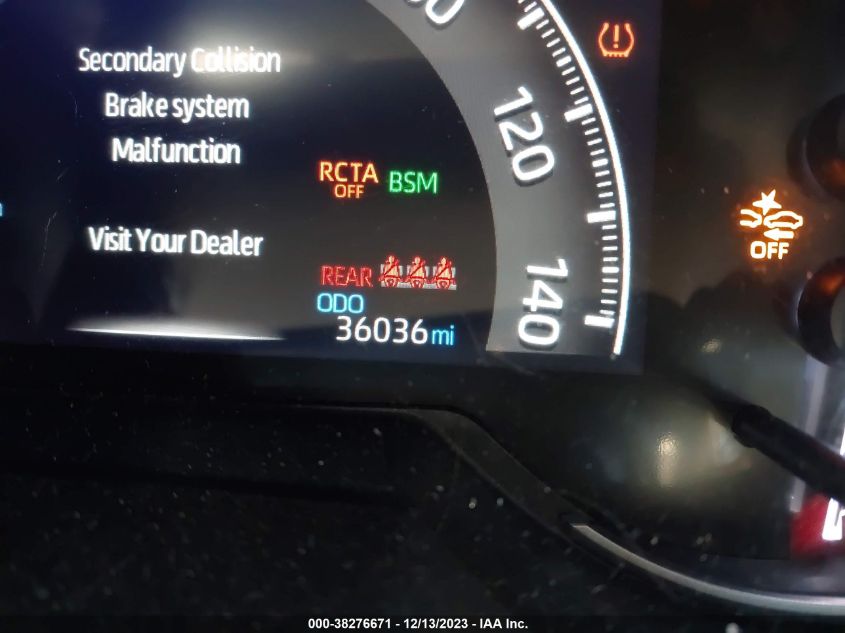 Secondary Collision
Brake system
Malfunction
Visit Your Dealer
RCTA
OFF
BSM
REAR
ODO
36036 mi
120
140
OFF
000-38276671 - 12/13/2023 - IAA Inc.